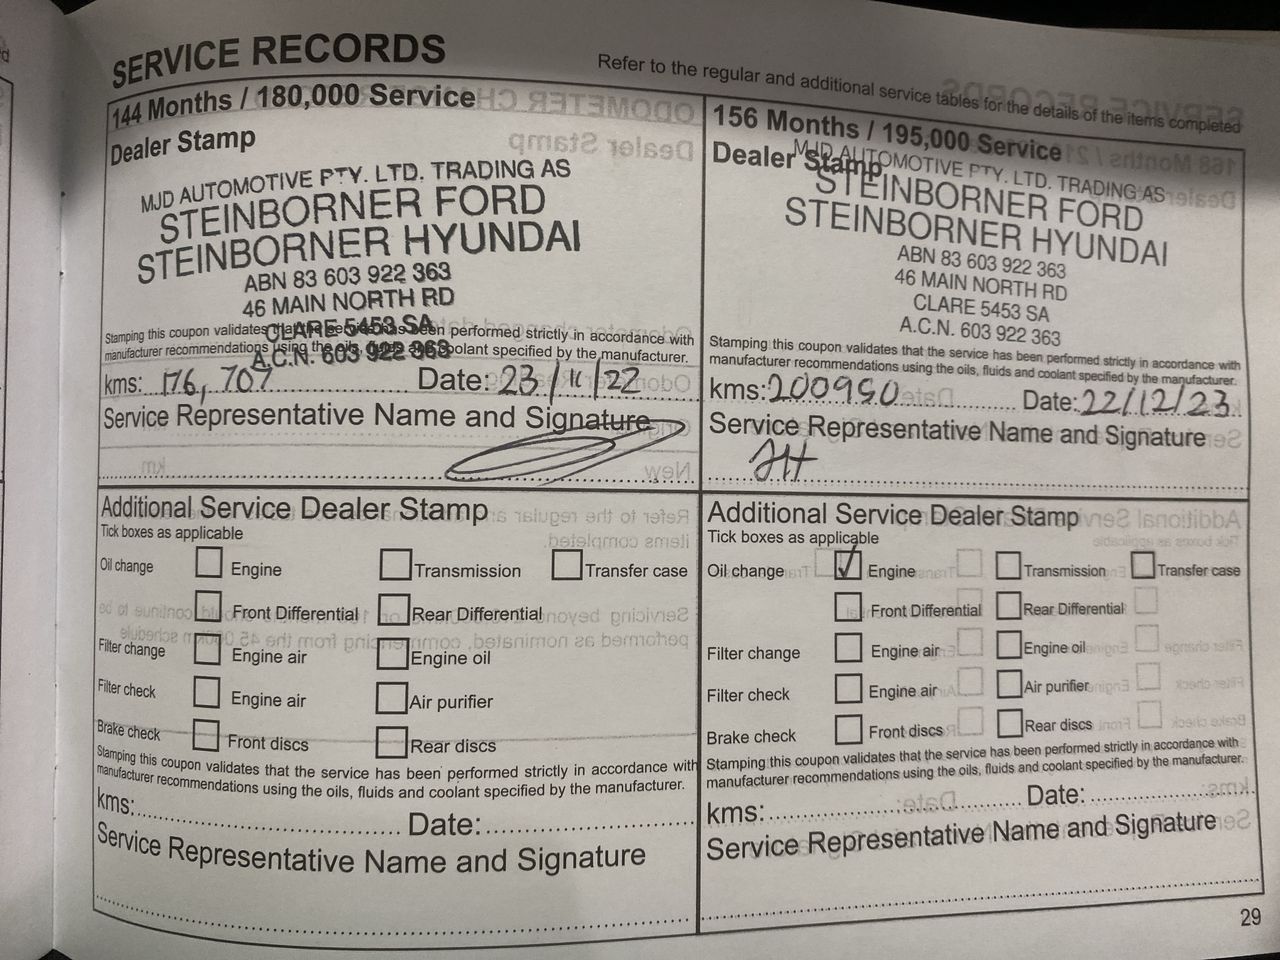 SERVICE RECORDS
Refer to the regular and additional service tables for the details of the items completed
144 Months / 180,000 Service
Dealer Stamp
MJD AUTOMOTIVE PTY. LTD. TRADING AS
STEINBORNER FORD
STEINBORNER HYUNDAI
ABN 83 603 922 363
46 MAIN NORTH RD
CLARE 5453 SA
A.C.N. 603 922 363
Stamping this coupon validates that the service has been performed strictly in accordance with
manufacturer recommendations using the oils, fluids and coolant specified by the manufacturer.
kms: 176,707 Date: 23/11/22
Service Representative Name and Signature
Additional Service Dealer Stamp
Tick boxes as applicable
Oil change Engine Transmission Transfer case
Front Differential Rear Differential
Filter change Engine air Engine oil
Filter check Engine air Air purifier
Brake check Front discs Rear discs
Stamping this coupon validates that the service has been performed strictly in accordance with
manufacturer recommendations using the oils, fluids and coolant specified by the manufacturer.
kms: Date:
Service Representative Name and Signature
156 Months / 195,000 Service
Dealer Stamp
MJD AUTOMOTIVE PTY. LTD. TRADING AS
STEINBORNER FORD
STEINBORNER HYUNDAI
ABN 83 603 922 363
46 MAIN NORTH RD
CLARE 5453 SA
A.C.N. 603 922 363
Stamping this coupon validates that the service has been performed strictly in accordance with
manufacturer recommendations using the oils, fluids and coolant specified by the manufacturer.
kms: 200950 Date: 22/12/23
Service Representative Name and Signature
Additional Service Dealer Stamp
Tick boxes as applicable
Oil change Engine Transmission Transfer case
Front Differential Rear Differential
Filter change Engine air Engine oil
Filter check Engine air Air purifier
Brake check Front discs Rear discs
Stamping this coupon validates that the service has been performed strictly in accordance with
manufacturer recommendations using the oils, fluids and coolant specified by the manufacturer.
kms: Date:
Service Representative Name and Signature
29